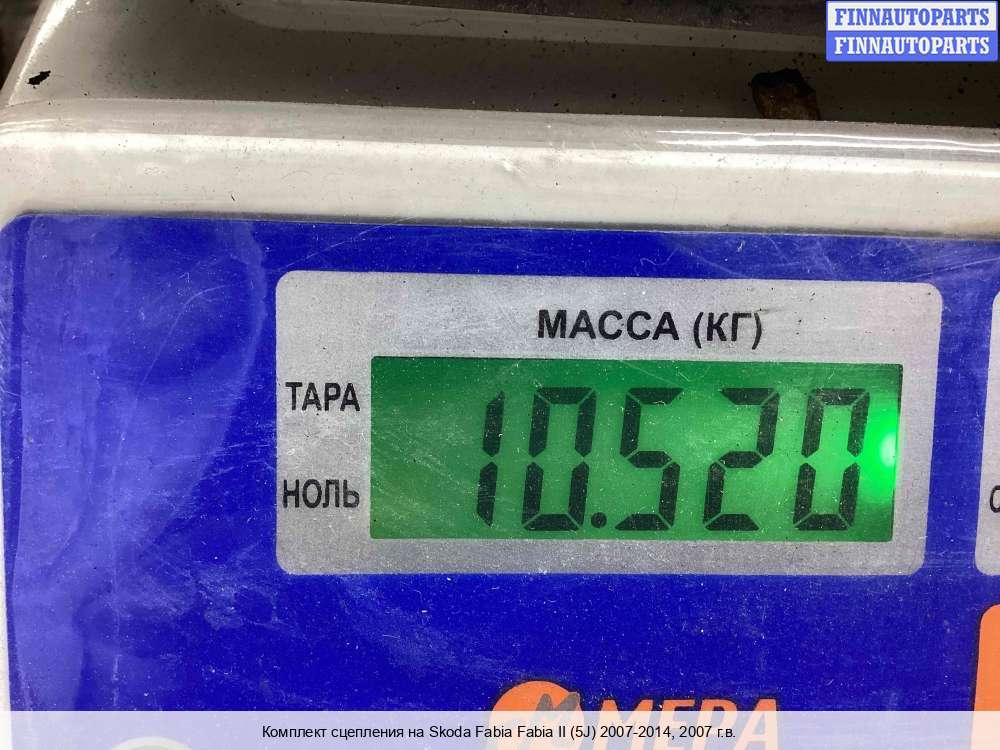 FINNAUTOPARTS
FINNAUTOPARTS
МАССА (КГ)
ТАРА
10.520
НОЛЬ
МЕРА
Комплект сцепления на Skoda Fabia Fabia II (5J) 2007-2014, 2007 г.в.